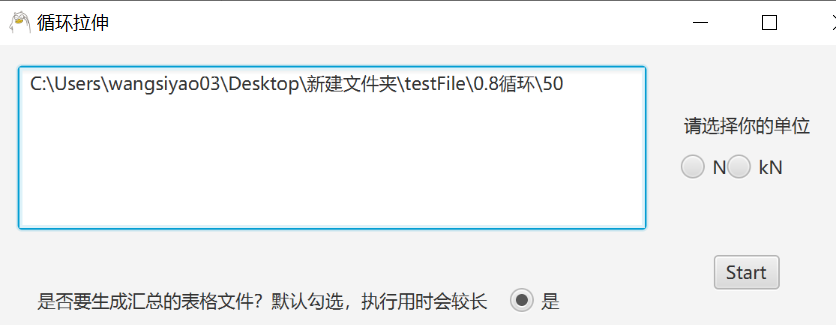 循环拉伸
C:\Users\wangsiyao03\Desktop\新建文件夹\testFile\0.8循环\50
请选择你的单位
N kN
Start
是否要生成汇总的表格文件？默认勾选，执行用时会较长 是